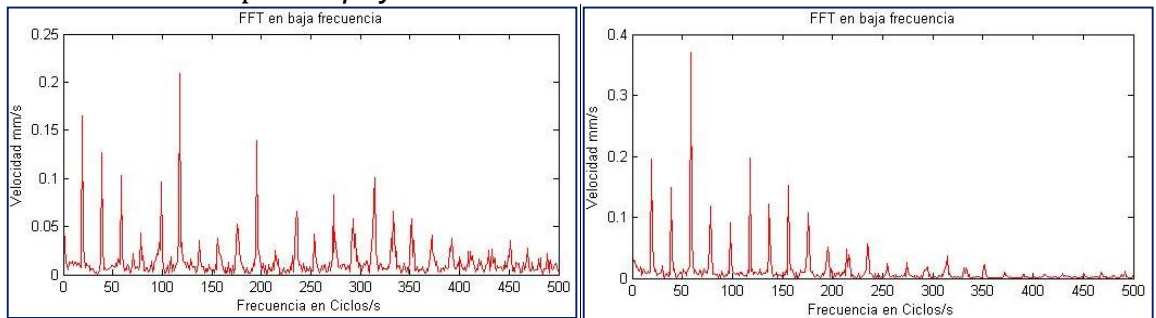 FFT en baja frecuencia
0.25
0.2
0.15
0.1
0.05
0
Velocidad mm/s
0 50 100 150 200 250 300 350 400 450 500
Frecuencia en Ciclos/s
FFT en baja frecuencia
0.4
0.3
0.2
0.1
0
Velocidad mm/s
0 50 100 150 200 250 300 350 400 450 500
Frecuencia en Ciclos/s